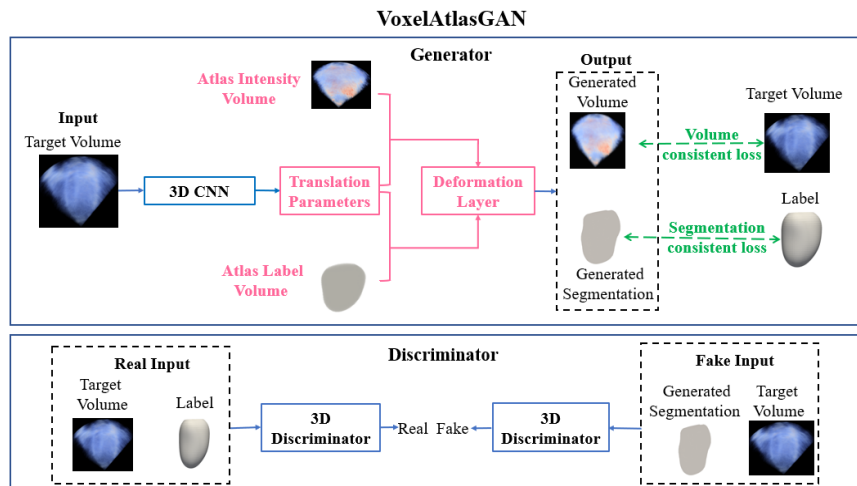 VoxelAtlasGAN
Generator
Atlas Intensity
Volume
Input
Target Volume
3D CNN
Translation
Parameters
Deformation
Layer
Atlas Label
Volume
Output
Generated
Volume
Target Volume
Volume
consistent loss
Label
Segmentation
consistent loss
Generated
Segmentation
Discriminator
Real Input
Target
Volume
Label
3D
Discriminator
Real Fake
3D
Discriminator
Fake Input
Generated
Segmentation
Target
Volume